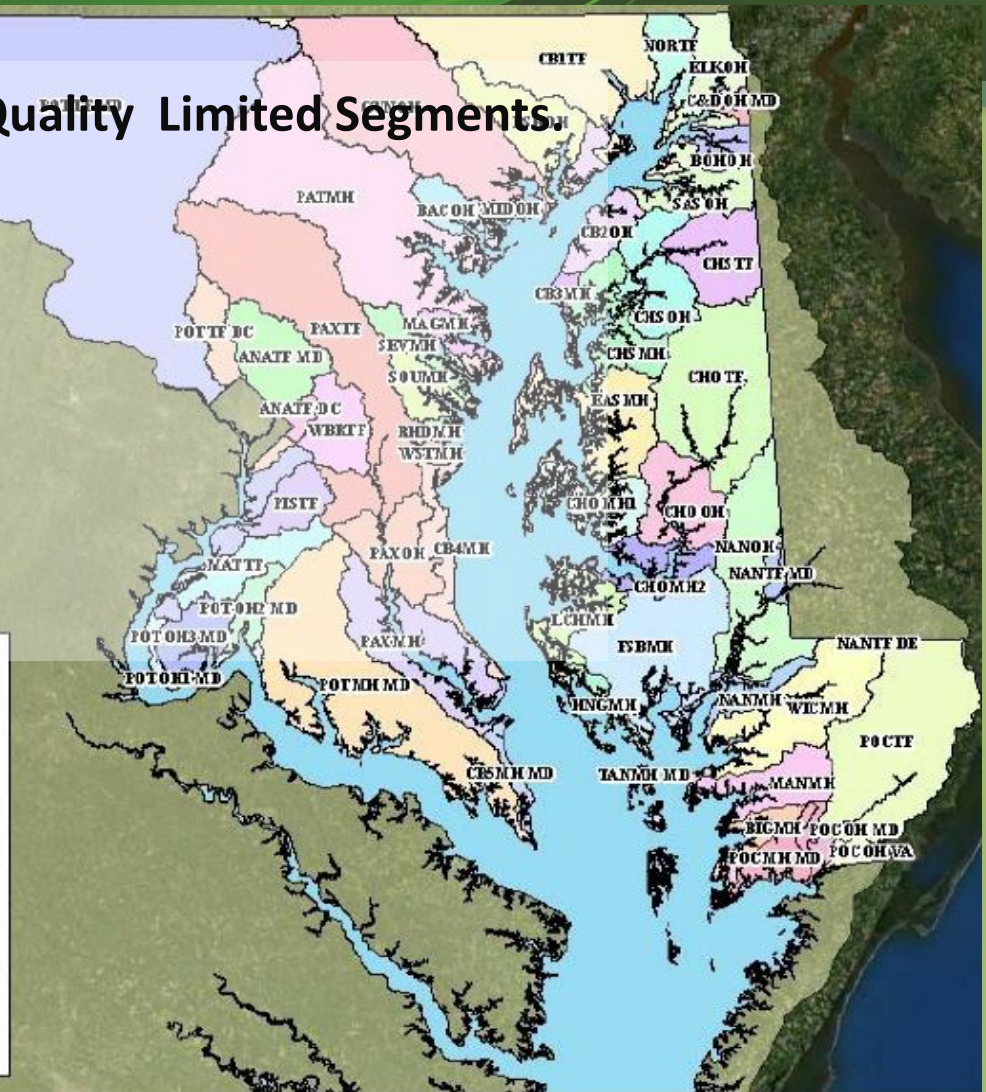 Quality Limited Segments.
CB1TF
NORTF
ELKOH
C&DOH MD
BOHOH
PATMH
BACOH
MIDOH
SASOH
CB2OH
CHSTF
CB3MH
CHSOH
POTTF DC
PAXTF
MAGMH
ANATF MD
SEVMH
CHSMH
SOUMH
CHOTF
EASMH
ANATF DC
WBRTF
RHDMH
WSTMH
PISTF
CHOMH1
CHOOH
PAXOH
CB4MH
NANOH
MATTF
NANTF MD
CHOMH2
POTOH2 MD
LCHMH
POTOH3 MD
PAXMH
FSBMH
NANTF DE
POTOH1 MD
POTMH MD
HNGMH
NANMH
WICMH
POCTF
CB5MH MD
TANMH MD
MANMH
BIGMH
POCOH MD
POCMH MD
POCOH VA